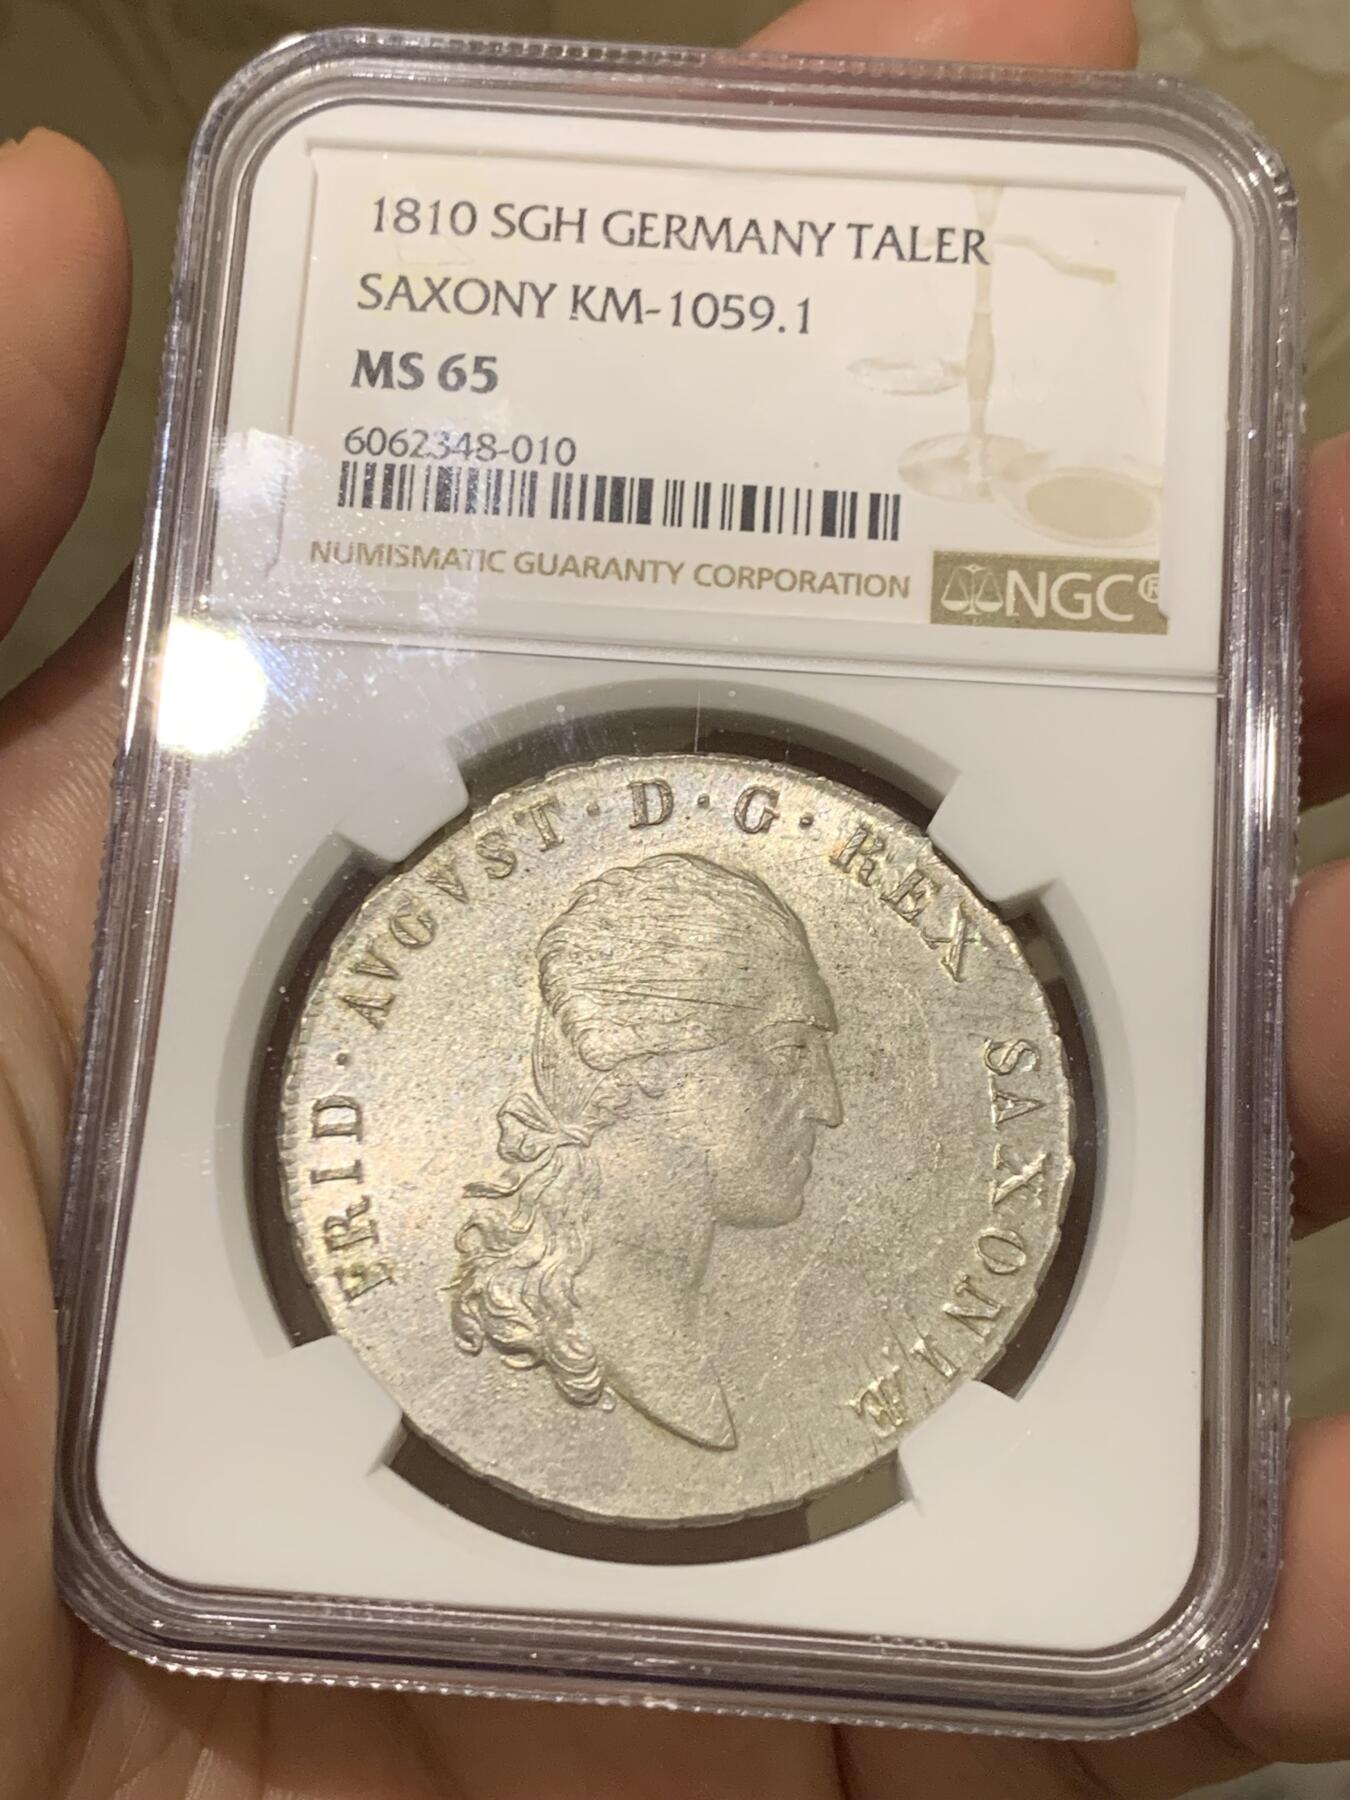 1810 SGH GERMANY TALER
SAXONY KM-1059.1
MS 65
6062348-010
NUMISMATIC GUARANTY CORPORATION
NGC®
FRID· AVGVST· D· G· REX SAXONIÆ